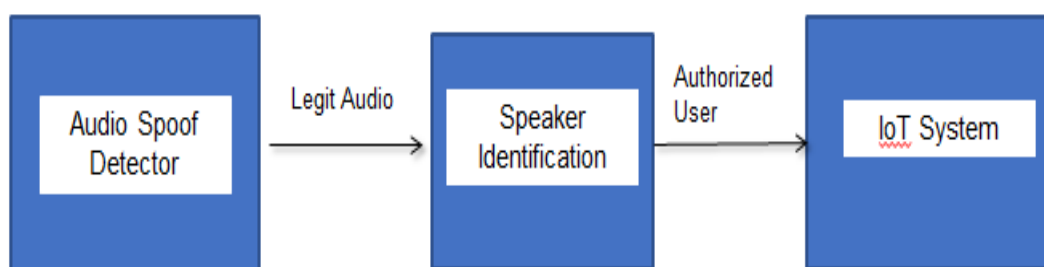 Audio Spoof
Detector
Legit Audio
Speaker
Identification
Authorized
User
IoT System